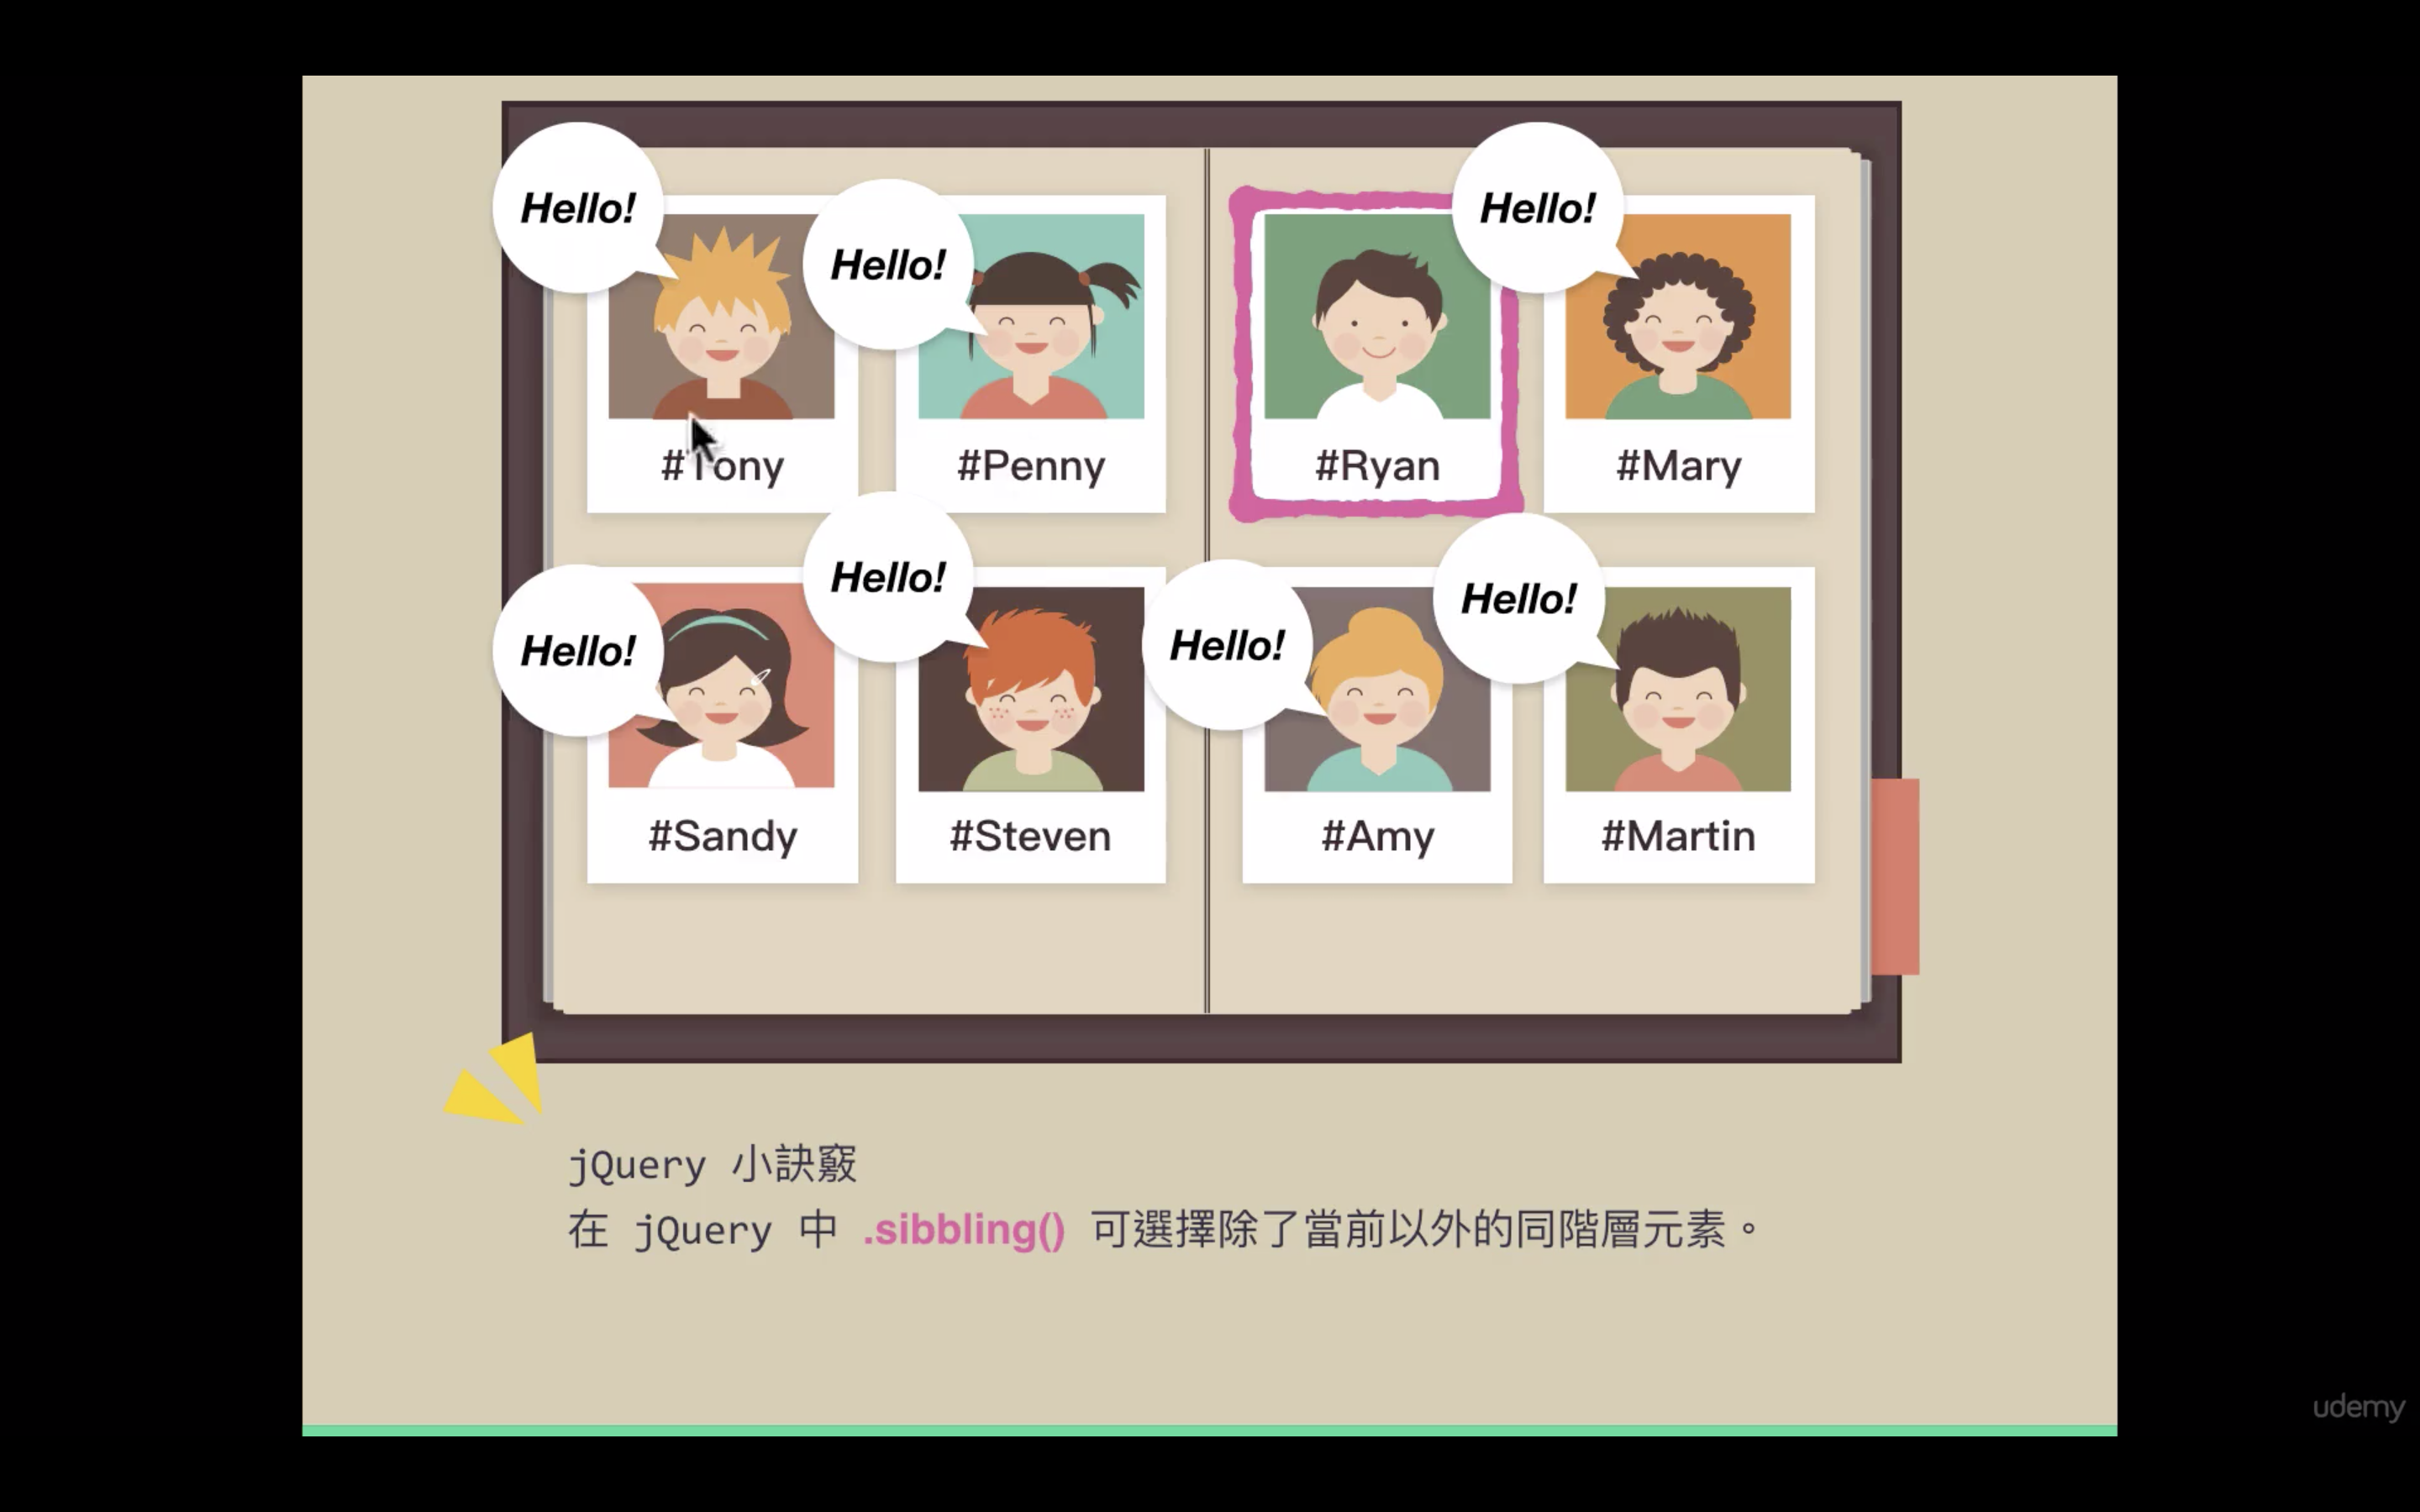 Hello!
Hello!
Hello!
#Tony
#Penny
#Ryan
#Mary
Hello!
Hello!
Hello!
Hello!
#Sandy
#Steven
#Amy
#Martin
jQuery 小訣竅
在 jQuery 中 .sibbling() 可選擇除了當前以外的同階層元素。
udemy